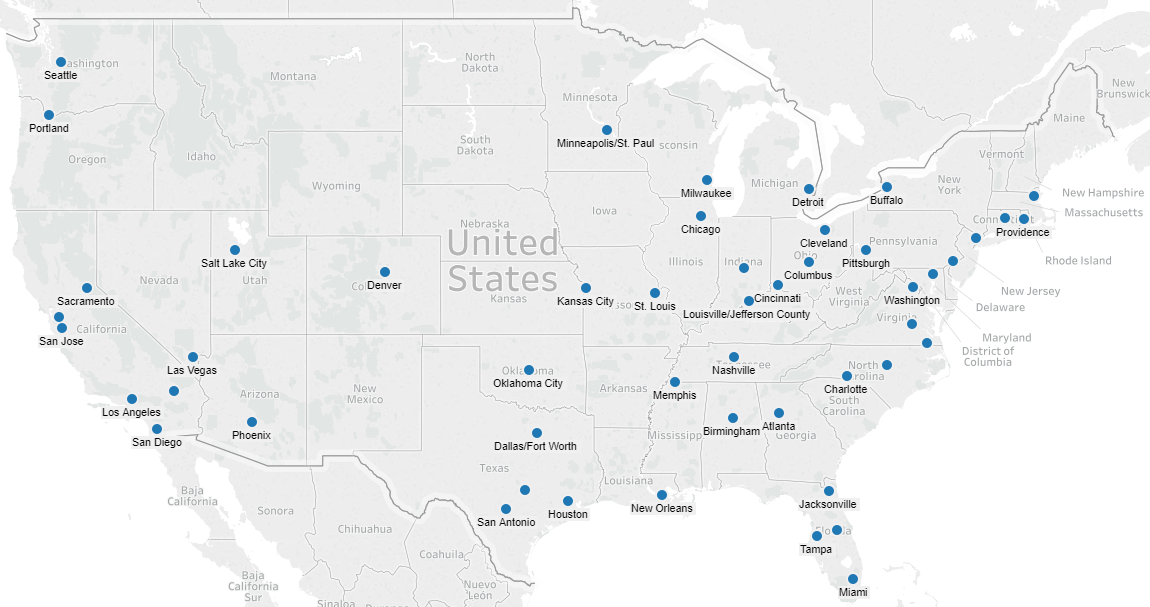 New
Brunswick
Washington
Seattle
North
Dakota
Montana
Minnesota
Maine
Portland
Minneapolis/St. Paul
sconsin
South
Dakota
Oregon
Idaho
Vermont
Wyoming
Milwaukee
Michigan
Detroit
Buffalo
New
York
New Hampshire
Massachusetts
Iowa
Chicago
Nebraska
Connecticut
Providence
United
States
Cleveland
Ohio
Pennsylvania
Salt Lake City
Nevada
Utah
Co
Denver
Illinois
Indiana
Columbus
Pittsburgh
Rhode Island
Sacramento
Kansas
Kansas City
sso
St. Louis
Cincinnati
Louisville/Jefferson County
West
Virginia
Washington
New Jersey
Delaware
Virginia
California
San Jose
Maryland
District of
Columbia
Las Vegas
Oklahoma
Oklahoma City
Tennessee
Nashville
North
rolina
Charlotte
Arizona
New
Mexico
Arkansas
Memphis
South
Carolina
Los Angeles
San Diego
Phoenix
Dallas/Fort Worth
Mississipp
Birmingham
Atlanta
Georgia
Texas
Louisiana
Baja
California
Sonora
San Antonio
Houston
New Orleans
Jacksonville
Chihuahua
Florida
Tampa
Coahuila
Baja
California
Sur
Nuevo
León
Miami
Sinaloa